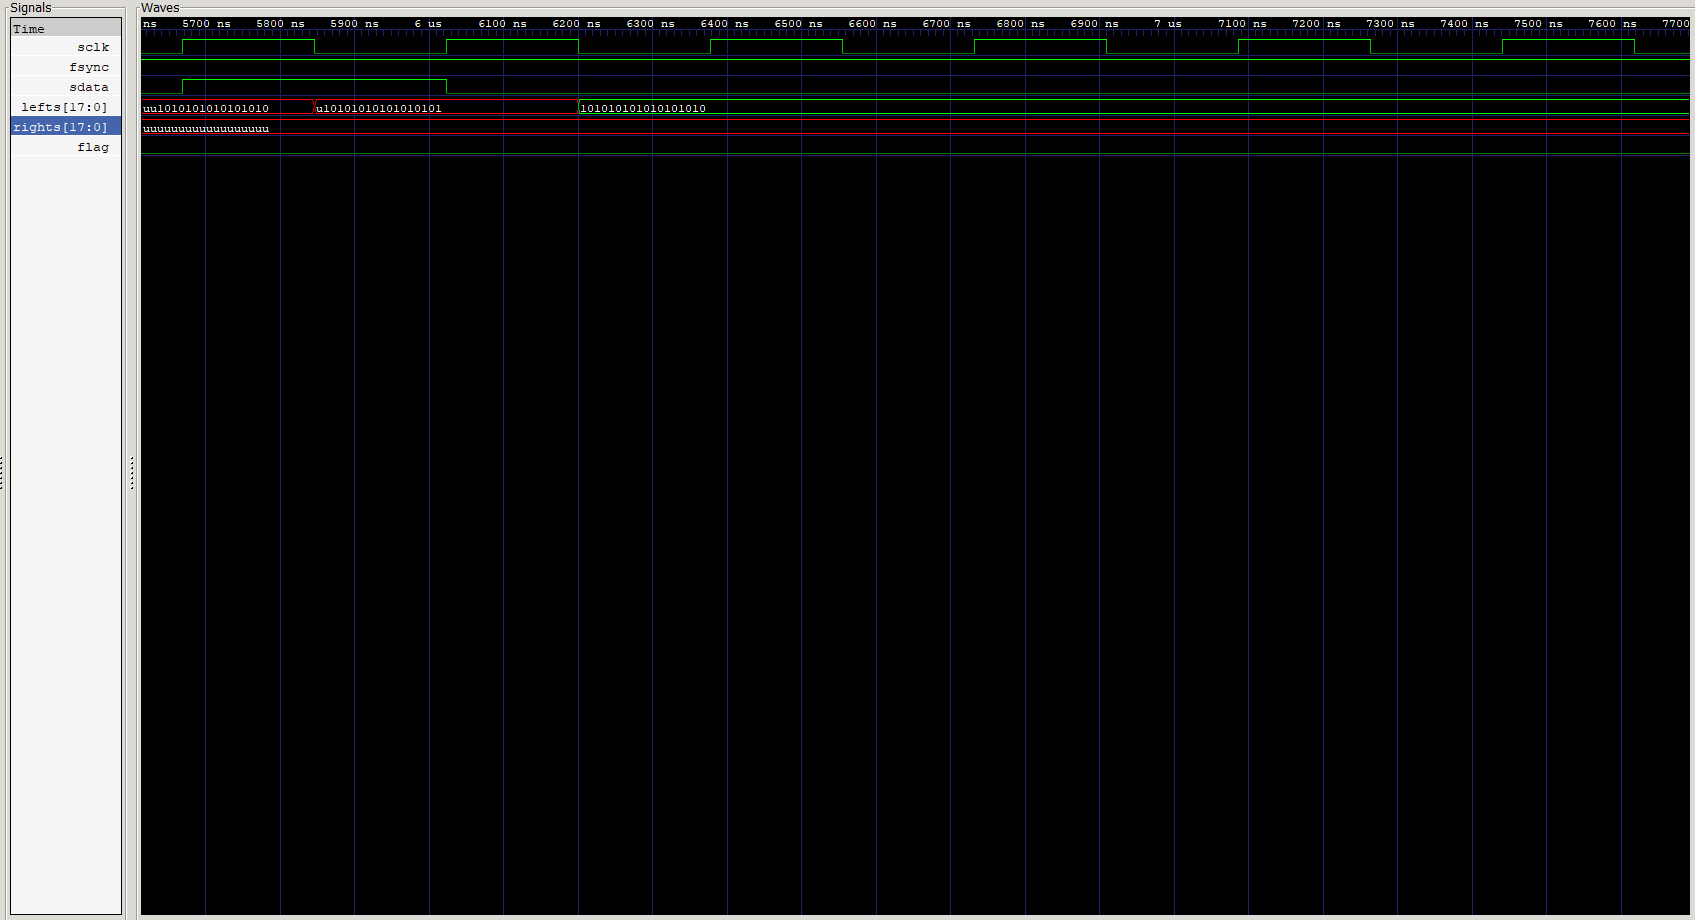 Signals
Waves
Time
ns 5700 ns 5800 ns 5900 ns 6 us 6100 ns 6200 ns 6300 ns 6400 ns 6500 ns 6600 ns 6700 ns 6800 ns 6900 ns 7 us 7100 ns 7200 ns 7300 ns 7400 ns 7500 ns 7600 ns 7700
sclk
fsync
sdata
lefts[17:0] uu1010101010101010 u10101010101010101 101010101010101010
rights[17:0] uuuuuuuuuuuuuuuuuu
flag